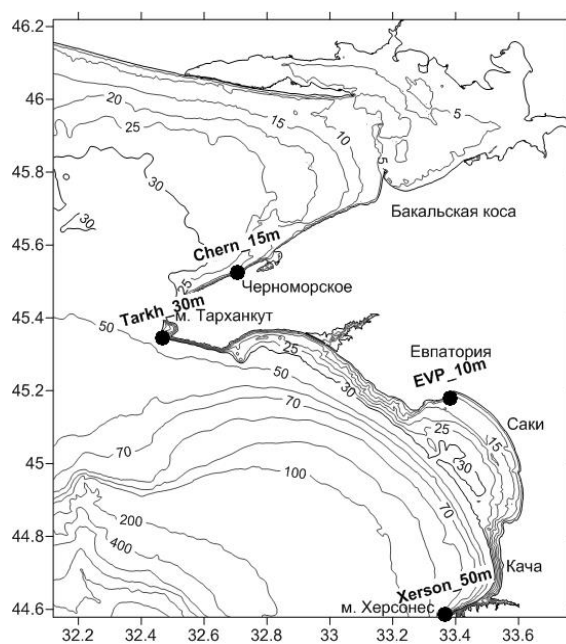 46.2
46
45.8
45.6
45.4
45.2
45
44.8
44.6
20
15
10
5
25
5
30
30
Бакальская коса
Chern_15m
25
Черноморское
Tarkh_30m
м. Тарханкут
50
25
Евпатория
30
EVP_10m
50
Саки
25
15
70
70
30
100
70
200
400
Кача
Xerson_50m
м. Херсонес
32.2 32.4 32.6 32.8 33 33.2 33.4 33.6